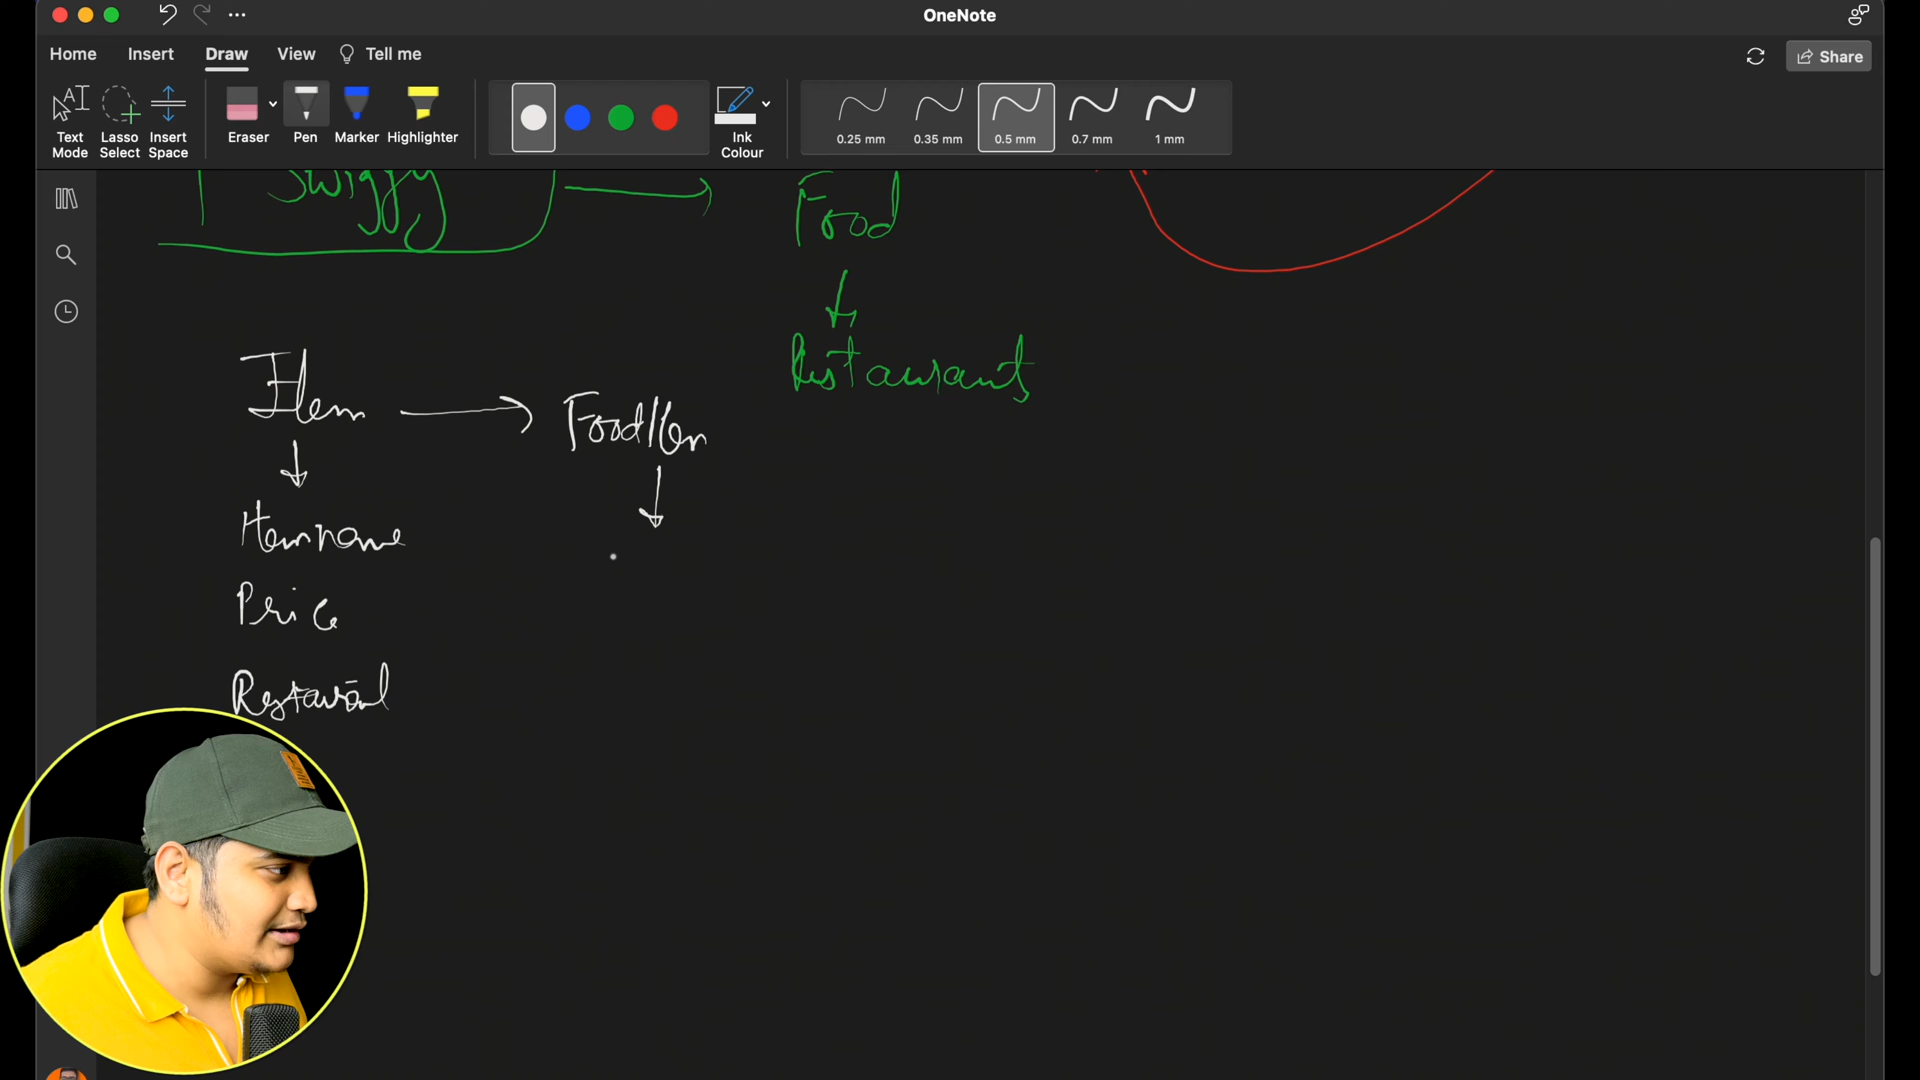 OneNote
Home Insert Draw View Tell me
Share
Text Mode
Lasso Select
Insert Space
Eraser
Pen
Marker
Highlighter
Ink Colour
0.25 mm
0.35 mm
0.5 mm
0.7 mm
1 mm
Swiggy
Food
Restaurants
Item
FoodItem
Itemname
Price
Restaurant